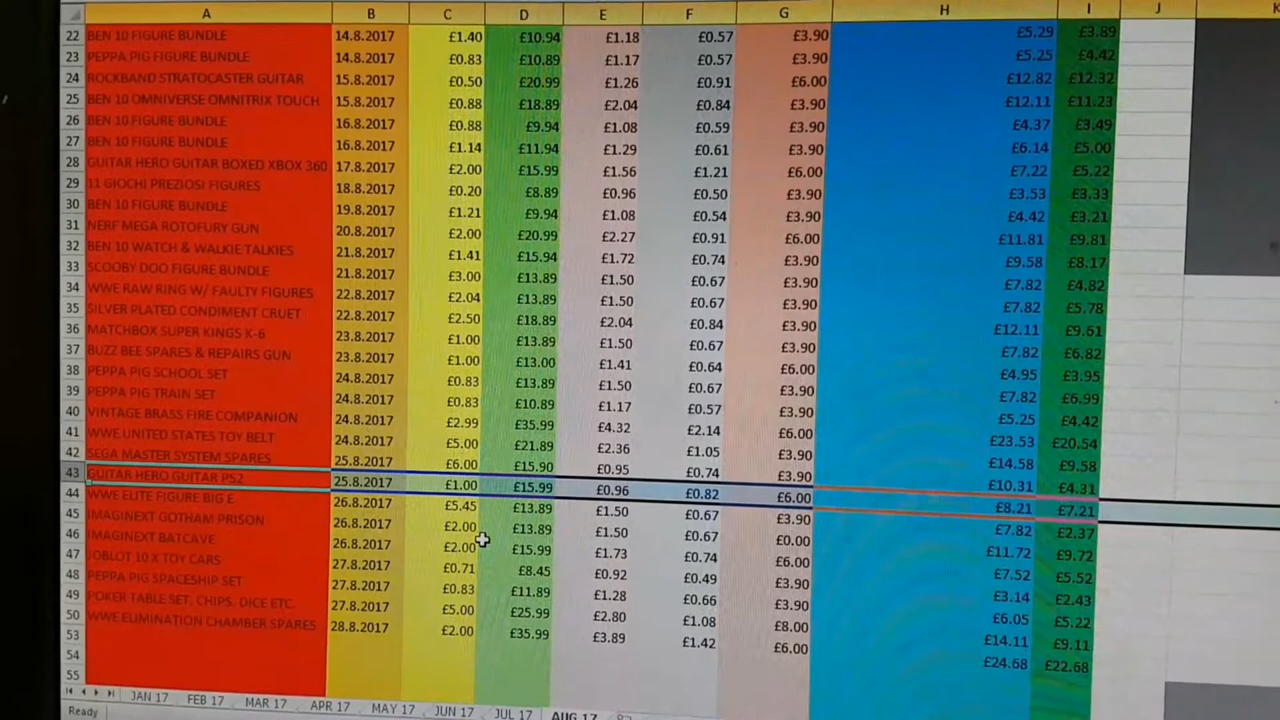 A B C D E F G H I J K
22 BEN 10 FIGURE BUNDLE 14.8.2017 £1.40 £10.94 £1.18 £0.57 £3.90 £5.29 £3.89
23 PEPPA PIG FIGURE BUNDLE 14.8.2017 £0.83 £10.89 £1.17 £0.57 £3.90 £5.25 £4.42
24 ROCKBAND STRATOCASTER GUITAR 15.8.2017 £0.50 £20.99 £1.26 £0.91 £6.00 £12.82 £12.32
25 BEN 10 OMNIVERSE OMNITRIX TOUCH 15.8.2017 £0.88 £18.89 £2.04 £0.84 £3.90 £12.11 £11.23
26 BEN 10 FIGURE BUNDLE 16.8.2017 £0.88 £9.94 £1.08 £0.59 £3.90 £4.37 £3.49
27 BEN 10 FIGURE BUNDLE 16.8.2017 £1.14 £11.94 £1.29 £0.61 £3.90 £6.14 £5.00
28 GUITAR HERO GUITAR BOXED XBOX 360 17.8.2017 £2.00 £15.99 £1.56 £1.21 £6.00 £7.22 £5.22
29 11 GIOCHI PREZIOSI FIGURES 18.8.2017 £0.20 £8.89 £0.96 £0.50 £3.90 £3.53 £3.33
30 BEN 10 FIGURE BUNDLE 19.8.2017 £1.21 £9.94 £1.08 £0.54 £3.90 £4.42 £3.21
31 NERF MEGA ROTOFURY GUN 20.8.2017 £2.00 £20.99 £2.27 £0.91 £6.00 £11.81 £9.81
32 BEN 10 WATCH & WALKIE TALKIES 21.8.2017 £1.41 £15.94 £1.72 £0.74 £3.90 £9.58 £8.17
33 SCOOBY DOO FIGURE BUNDLE 21.8.2017 £3.00 £13.89 £1.50 £0.67 £3.90 £7.82 £4.82
34 WWE RAW RING W/ FAULTY FIGURES 22.8.2017 £2.04 £13.89 £1.50 £0.67 £3.90 £7.82 £5.78
35 SILVER PLATED CONDIMENT CRUET 22.8.2017 £2.50 £18.89 £2.04 £0.84 £3.90 £12.11 £9.61
36 MATCHBOX SUPER KINGS K-6 23.8.2017 £1.00 £13.89 £1.50 £0.67 £3.90 £7.82 £6.82
37 BUZZ BEE SPARES & REPAIRS GUN 23.8.2017 £1.00 £13.00 £1.41 £0.64 £6.00 £4.95 £3.95
38 PEPPA PIG SCHOOL SET 24.8.2017 £0.83 £13.89 £1.50 £0.67 £3.90 £7.82 £6.99
39 PEPPA PIG TRAIN SET 24.8.2017 £0.83 £10.89 £1.17 £0.57 £3.90 £5.25 £4.42
40 VINTAGE BRASS FIRE COMPANION 24.8.2017 £2.99 £35.99 £4.32 £2.14 £6.00 £23.53 £20.54
41 WWE UNITED STATES TOY BELT 24.8.2017 £5.00 £21.89 £2.36 £1.05 £3.90 £14.58 £9.58
42 SEGA MASTER SYSTEM SPARES 25.8.2017 £6.00 £15.90 £0.95 £0.74 £3.90 £10.31 £4.31
43 GUITAR HERO GUITAR PS2 25.8.2017 £1.00 £15.99 £0.96 £0.82 £6.00 £8.21 £7.21
44 WWE ELITE FIGURE BIG E 26.8.2017 £5.45 £13.89 £1.50 £0.67 £3.90 £7.82 £2.37
45 IMAGINEXT GOTHAM PRISON 26.8.2017 £2.00 £13.89 £1.50 £0.67 £0.00 £11.72 £9.72
46 IMAGINEXT BATCAVE 26.8.2017 £2.00 £15.99 £1.73 £0.74 £6.00 £7.52 £5.52
47 JOBLOT 10 X TOY CARS 27.8.2017 £0.71 £8.45 £0.92 £0.49 £3.90 £3.14 £2.43
48 PEPPA PIG SPACESHIP SET 27.8.2017 £0.83 £11.89 £1.28 £0.66 £3.90 £6.05 £5.22
49 POKER TABLE SET, CHIPS, DICE ETC. 27.8.2017 £5.00 £25.99 £2.80 £1.08 £8.00 £14.11 £9.11
50 WWE ELIMINATION CHAMBER SPARES 28.8.2017 £2.00 £35.99 £3.89 £1.42 £6.00 £24.68 £22.68
53
54
55
JAN 17 FEB 17 MAR 17 APR 17 MAY 17 JUN 17 JUL 17 AUG 17
Ready